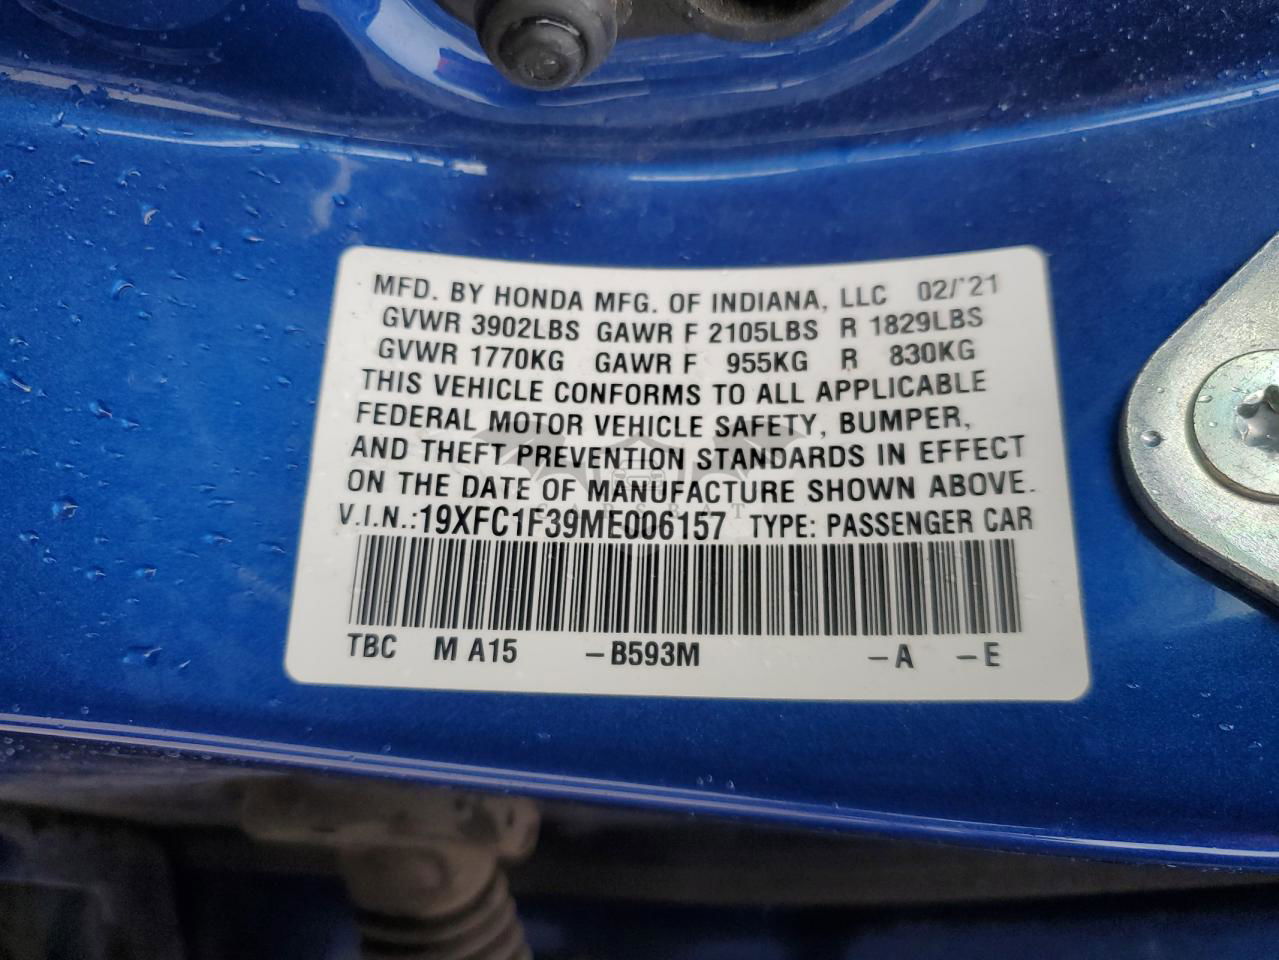 MFD. BY HONDA MFG. OF INDIANA, LLC 02/'21
GVWR 3902LBS GAWR F 2105LBS R 1829LBS
GVWR 1770KG GAWR F 955KG R 830KG
THIS VEHICLE CONFORMS TO ALL APPLICABLE
FEDERAL MOTOR VEHICLE SAFETY, BUMPER,
AND THEFT PREVENTION STANDARDS IN EFFECT
ON THE DATE OF MANUFACTURE SHOWN ABOVE.
V.I.N.:19XFC1F39ME006157 TYPE: PASSENGER CAR
TBC M A15 -B593M -A -E